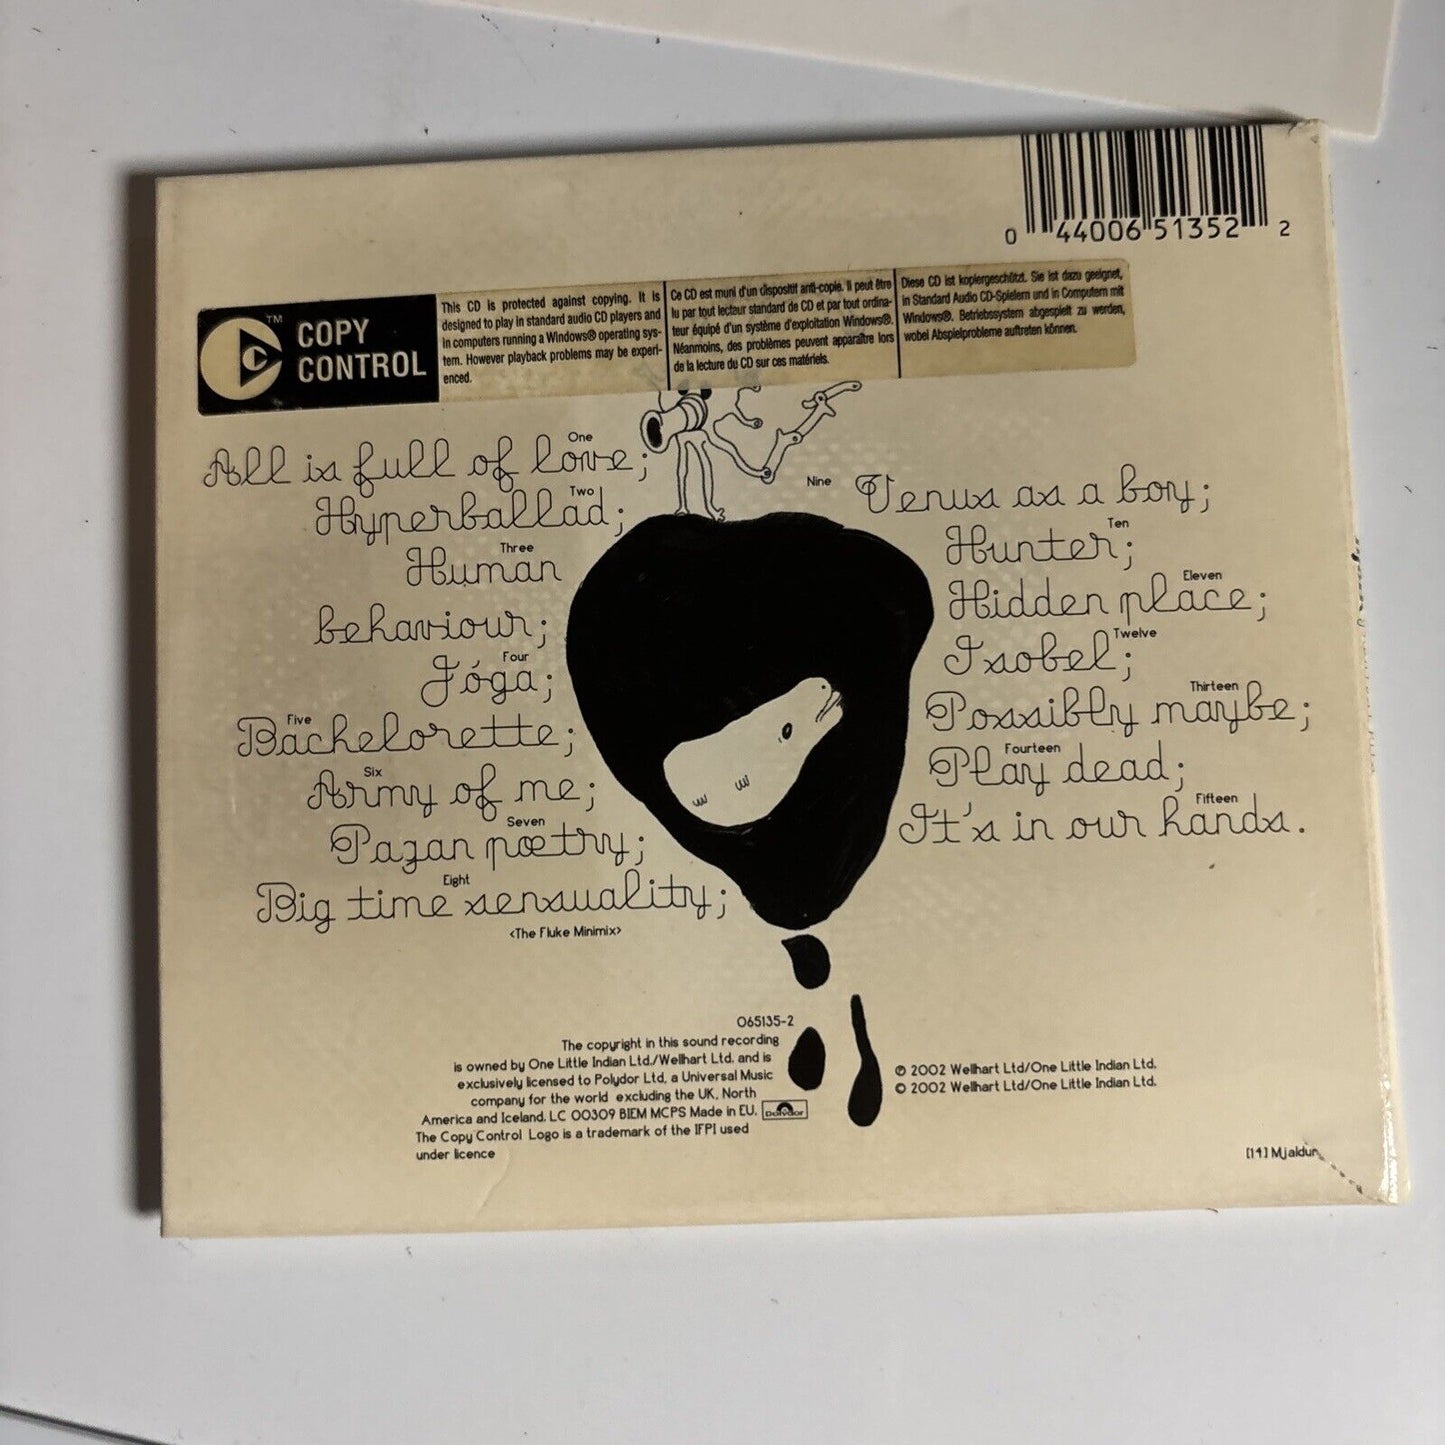 0 44006 51352 2
COPY
CONTROL
™
This CD is protected against copying. It is
designed to play in standard audio CD players and
in computers running a Windows® operating sys-
tem. However playback problems may be experi-
enced.
Ce CD est muni d'un dispositif anti-copie. Il peut être
lu par tout lecteur standard de CD et par tout ordina-
teur équipé d'un système d'exploitation Windows®.
Néanmoins, des problèmes peuvent apparaître lors
de la lecture du CD sur ces matériels.
Diese CD ist kopiergeschützt. Sie ist dazu geeignet,
in Standard Audio CD-Spielern und in Computern mit
Windows®. Betriebssystem abgespielt zu werden,
wobei Abspielprobleme auftreten können.
One
All is full of love;
Two
Hyperballad;
Three
Human
behaviour;
Four
Jóga;
Five
Bachelorette;
Six
Army of me;
Seven
Pagan pœtry;
Eight
Big time sensuality;
<The Fluke Minimix>
Nine
Venus as a boy;
Ten
Hunter;
Eleven
Hidden place;
Twelve
Isobel;
Thirteen
Possibly maybe;
Fourteen
Play dead;
Fifteen
It's in our hands.
065135-2
The copyright in this sound recording
is owned by One Little Indian Ltd./Wellhart Ltd. and is
exclusively licensed to Polydor Ltd, a Universal Music
company for the world excluding the UK, North
America and Iceland. LC 00309 BIEM MCPS Made in EU.
Polydor
The Copy Control Logo is a trademark of the IFPI used
under licence
℗ 2002 Wellhart Ltd/One Little Indian Ltd.
© 2002 Wellhart Ltd/One Little Indian Ltd.
[14] Mjaldur